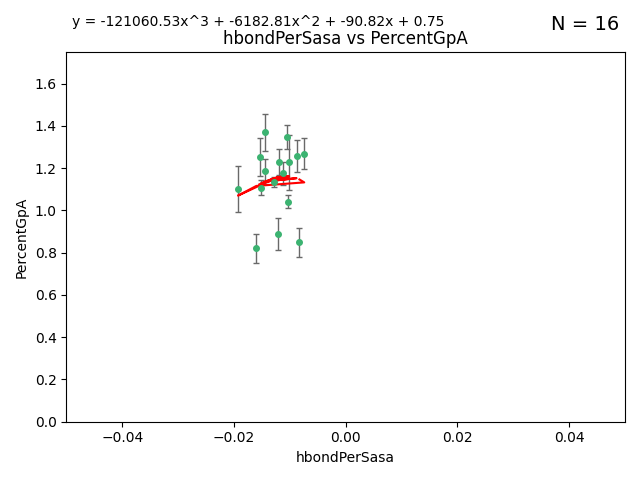 y = -121060.53x^3 + -6182.81x^2 + -90.82x + 0.75
N = 16
hbondPerSasa vs PercentGpA
PercentGpA
1.6
1.4
1.2
1.0
0.8
0.6
0.4
0.2
0.0
−0.04 −0.02 0.00 0.02 0.04
hbondPerSasa